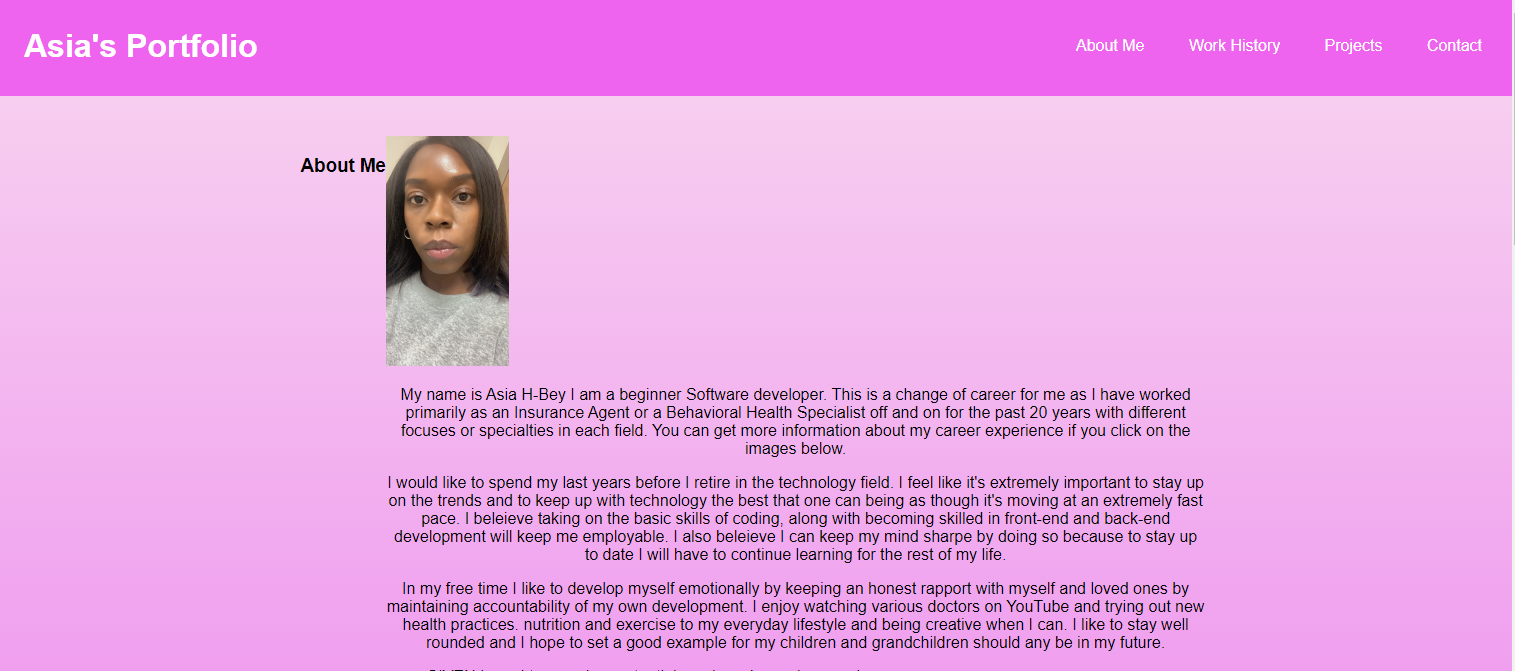 Asia's Portfolio
About Me
Work History
Projects
Contact
About Me
My name is Asia H-Bey I am a beginner Software developer. This is a change of career for me as I have worked
primarily as an Insurance Agent or a Behavioral Health Specialist off and on for the past 20 years with different
focuses or specialties in each field. You can get more information about my career experience if you click on the
images below.
I would like to spend my last years before I retire in the technology field. I feel like it's extremely important to stay up
on the trends and to keep up with technology the best that one can being as though it's moving at an extremely fast
pace. I beleieve taking on the basic skills of coding, along with becoming skilled in front-end and back-end
development will keep me employable. I also beleieve I can keep my mind sharpe by doing so because to stay up
to date I will have to continue learning for the rest of my life.
In my free time I like to develop myself emotionally by keeping an honest rapport with myself and loved ones by
maintaining accountability of my own development. I enjoy watching various doctors on YouTube and trying out new
health practices. nutrition and exercise to my everyday lifestyle and being creative when I can. I like to stay well
rounded and I hope to set a good example for my children and grandchildren should any be in my future.